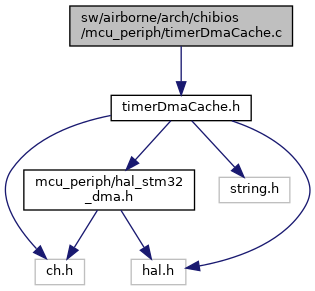 sw/airborne/arch/chibios
/mcu_periph/timerDmaCache.c
timerDmaCache.h
mcu_periph/hal_stm32
_dma.h
string.h
ch.h
hal.h